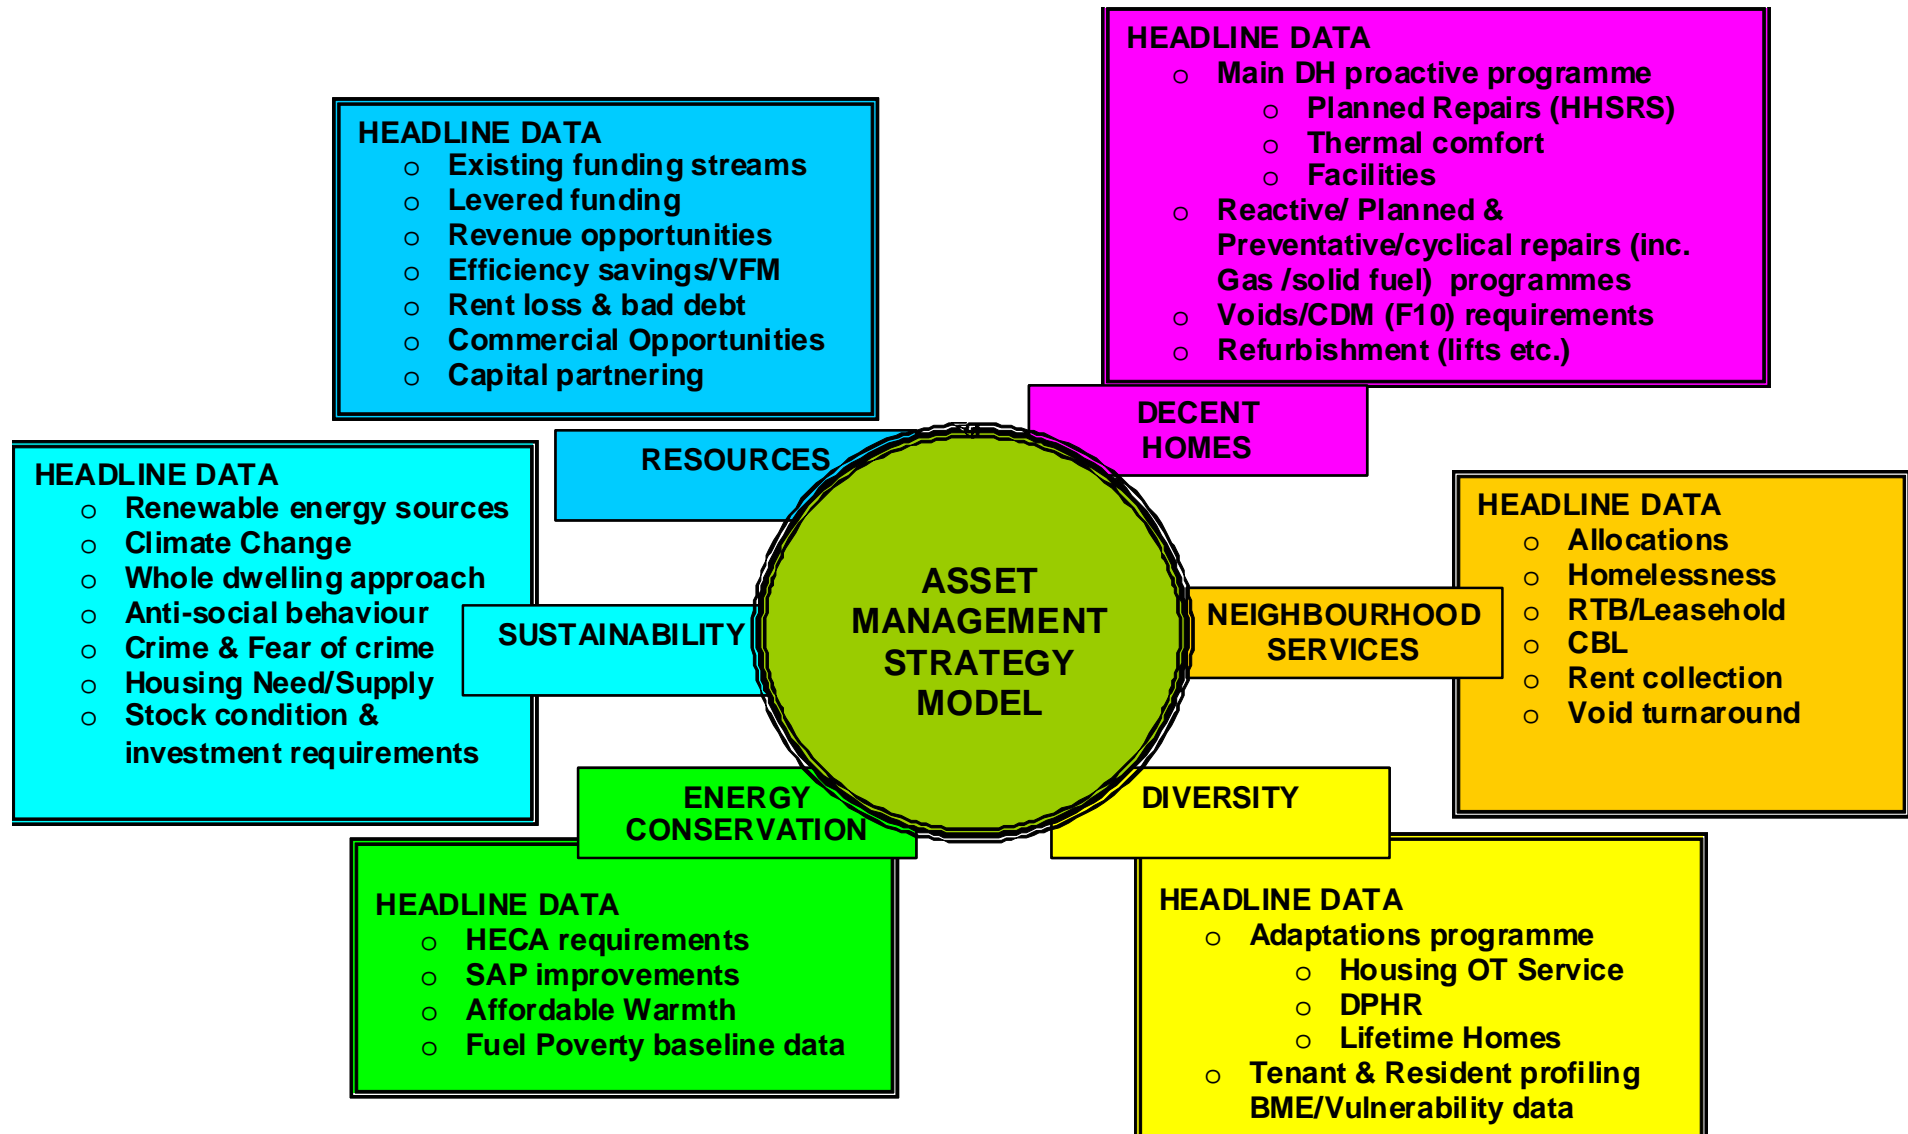 HEADLINE DATA
o Existing funding streams
o Levered funding
o Revenue opportunities
o Efficiency savings/VFM
o Rent loss & bad debt
o Commercial Opportunities
o Capital partnering
RESOURCES
HEADLINE DATA
o Main DH proactive programme
o Planned Repairs (HHSRS)
o Thermal comfort
o Facilities
o Reactive/ Planned &
Preventative/cyclical repairs (inc.
Gas /solid fuel) programmes
o Voids/CDM (F10) requirements
o Refurbishment (lifts etc.)
DECENT
HOMES
HEADLINE DATA
o Renewable energy sources
o Climate Change
o Whole dwelling approach
o Anti-social behaviour
o Crime & Fear of crime
o Housing Need/Supply
o Stock condition &
investment requirements
SUSTAINABILITY
ASSET
MANAGEMENT
STRATEGY
MODEL
NEIGHBOURHOOD
SERVICES
HEADLINE DATA
o Allocations
o Homelessness
o RTB/Leasehold
o CBL
o Rent collection
o Void turnaround
ENERGY
CONSERVATION
HEADLINE DATA
o HECA requirements
o SAP improvements
o Affordable Warmth
o Fuel Poverty baseline data
DIVERSITY
HEADLINE DATA
o Adaptations programme
o Housing OT Service
o DPHR
o Lifetime Homes
o Tenant & Resident profiling
BME/Vulnerability data